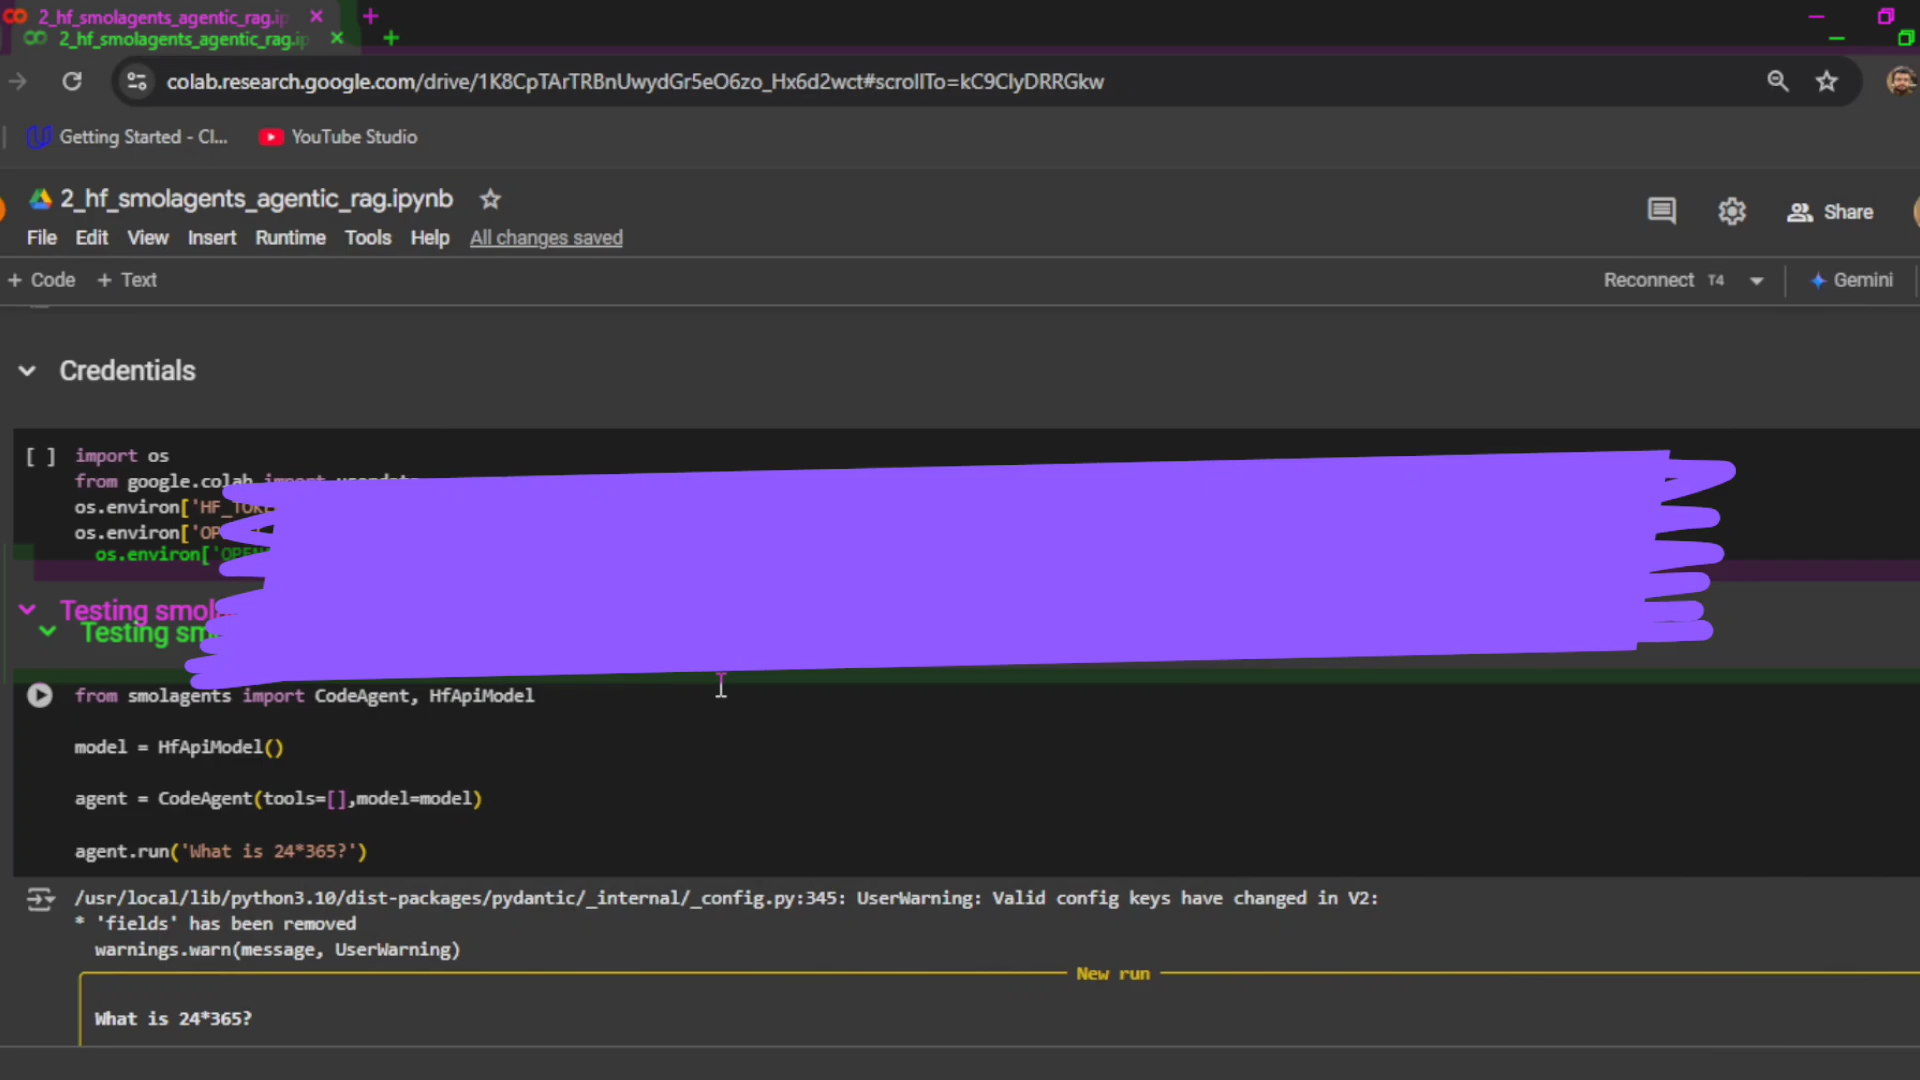 2_hf_smolagents_agentic_rag.ip
2_hf_smolagents_agentic_rag.ip
colab.research.google.com/drive/1K8CpTArTRBnUwydGr5eO6zo_Hx6d2wct#scrollTo=kC9ClyDRRGkw
Getting Started - Cl... YouTube Studio
2_hf_smolagents_agentic_rag.ipynb
File Edit View Insert Runtime Tools Help All changes saved
Share
+ Code + Text
Reconnect T4 Gemini
Credentials
[ ] import os
from google.colab import
os.environ['HF_TOKE
os.environ['OP
os.environ['OPEN
Testing smol
Testing sm
from smolagents import CodeAgent, HfApiModel
model = HfApiModel()
agent = CodeAgent(tools=[],model=model)
agent.run('What is 24*365?')
/usr/local/lib/python3.10/dist-packages/pydantic/_internal/_config.py:345: UserWarning: Valid config keys have changed in V2:
* 'fields' has been removed
warnings.warn(message, UserWarning)
New run
What is 24*365?